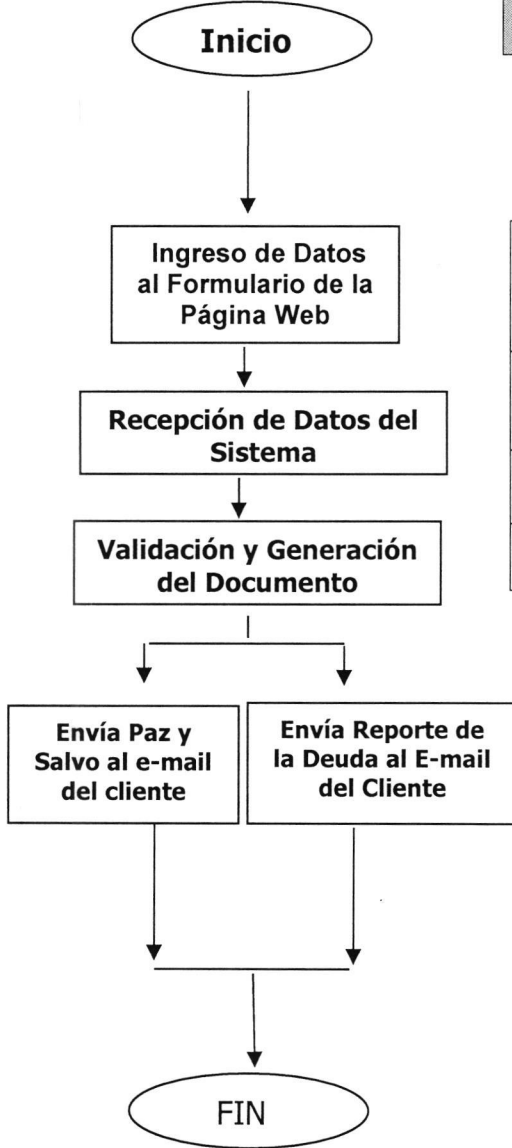 Inicio
Ingreso de Datos
al Formulario de la
Página Web
Recepción de Datos del
Sistema
Validación y Generación
del Documento
Envía Paz y
Salvo al e-mail
del cliente
Envía Reporte de
la Deuda al E-mail
del Cliente
FIN